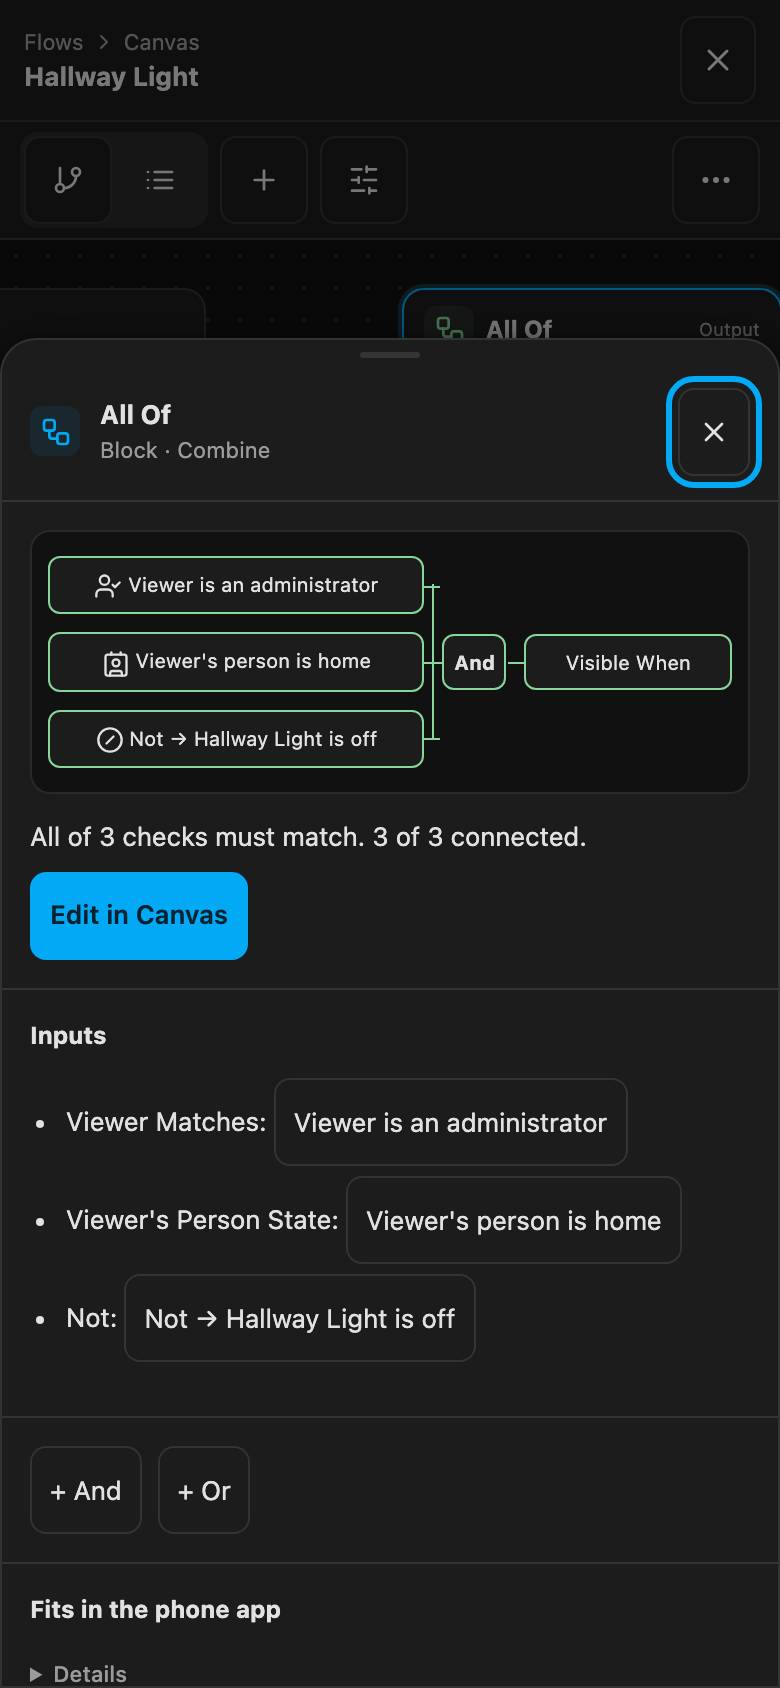 Flows > Canvas
Hallway Light
All Of
Output
All Of
Block · Combine
Viewer is an administrator
Viewer's person is home
And
Visible When
Not → Hallway Light is off
All of 3 checks must match. 3 of 3 connected.
Edit in Canvas
Inputs
• Viewer Matches: Viewer is an administrator
• Viewer's Person State: Viewer's person is home
• Not: Not → Hallway Light is off
+ And
+ Or
Fits in the phone app
Details